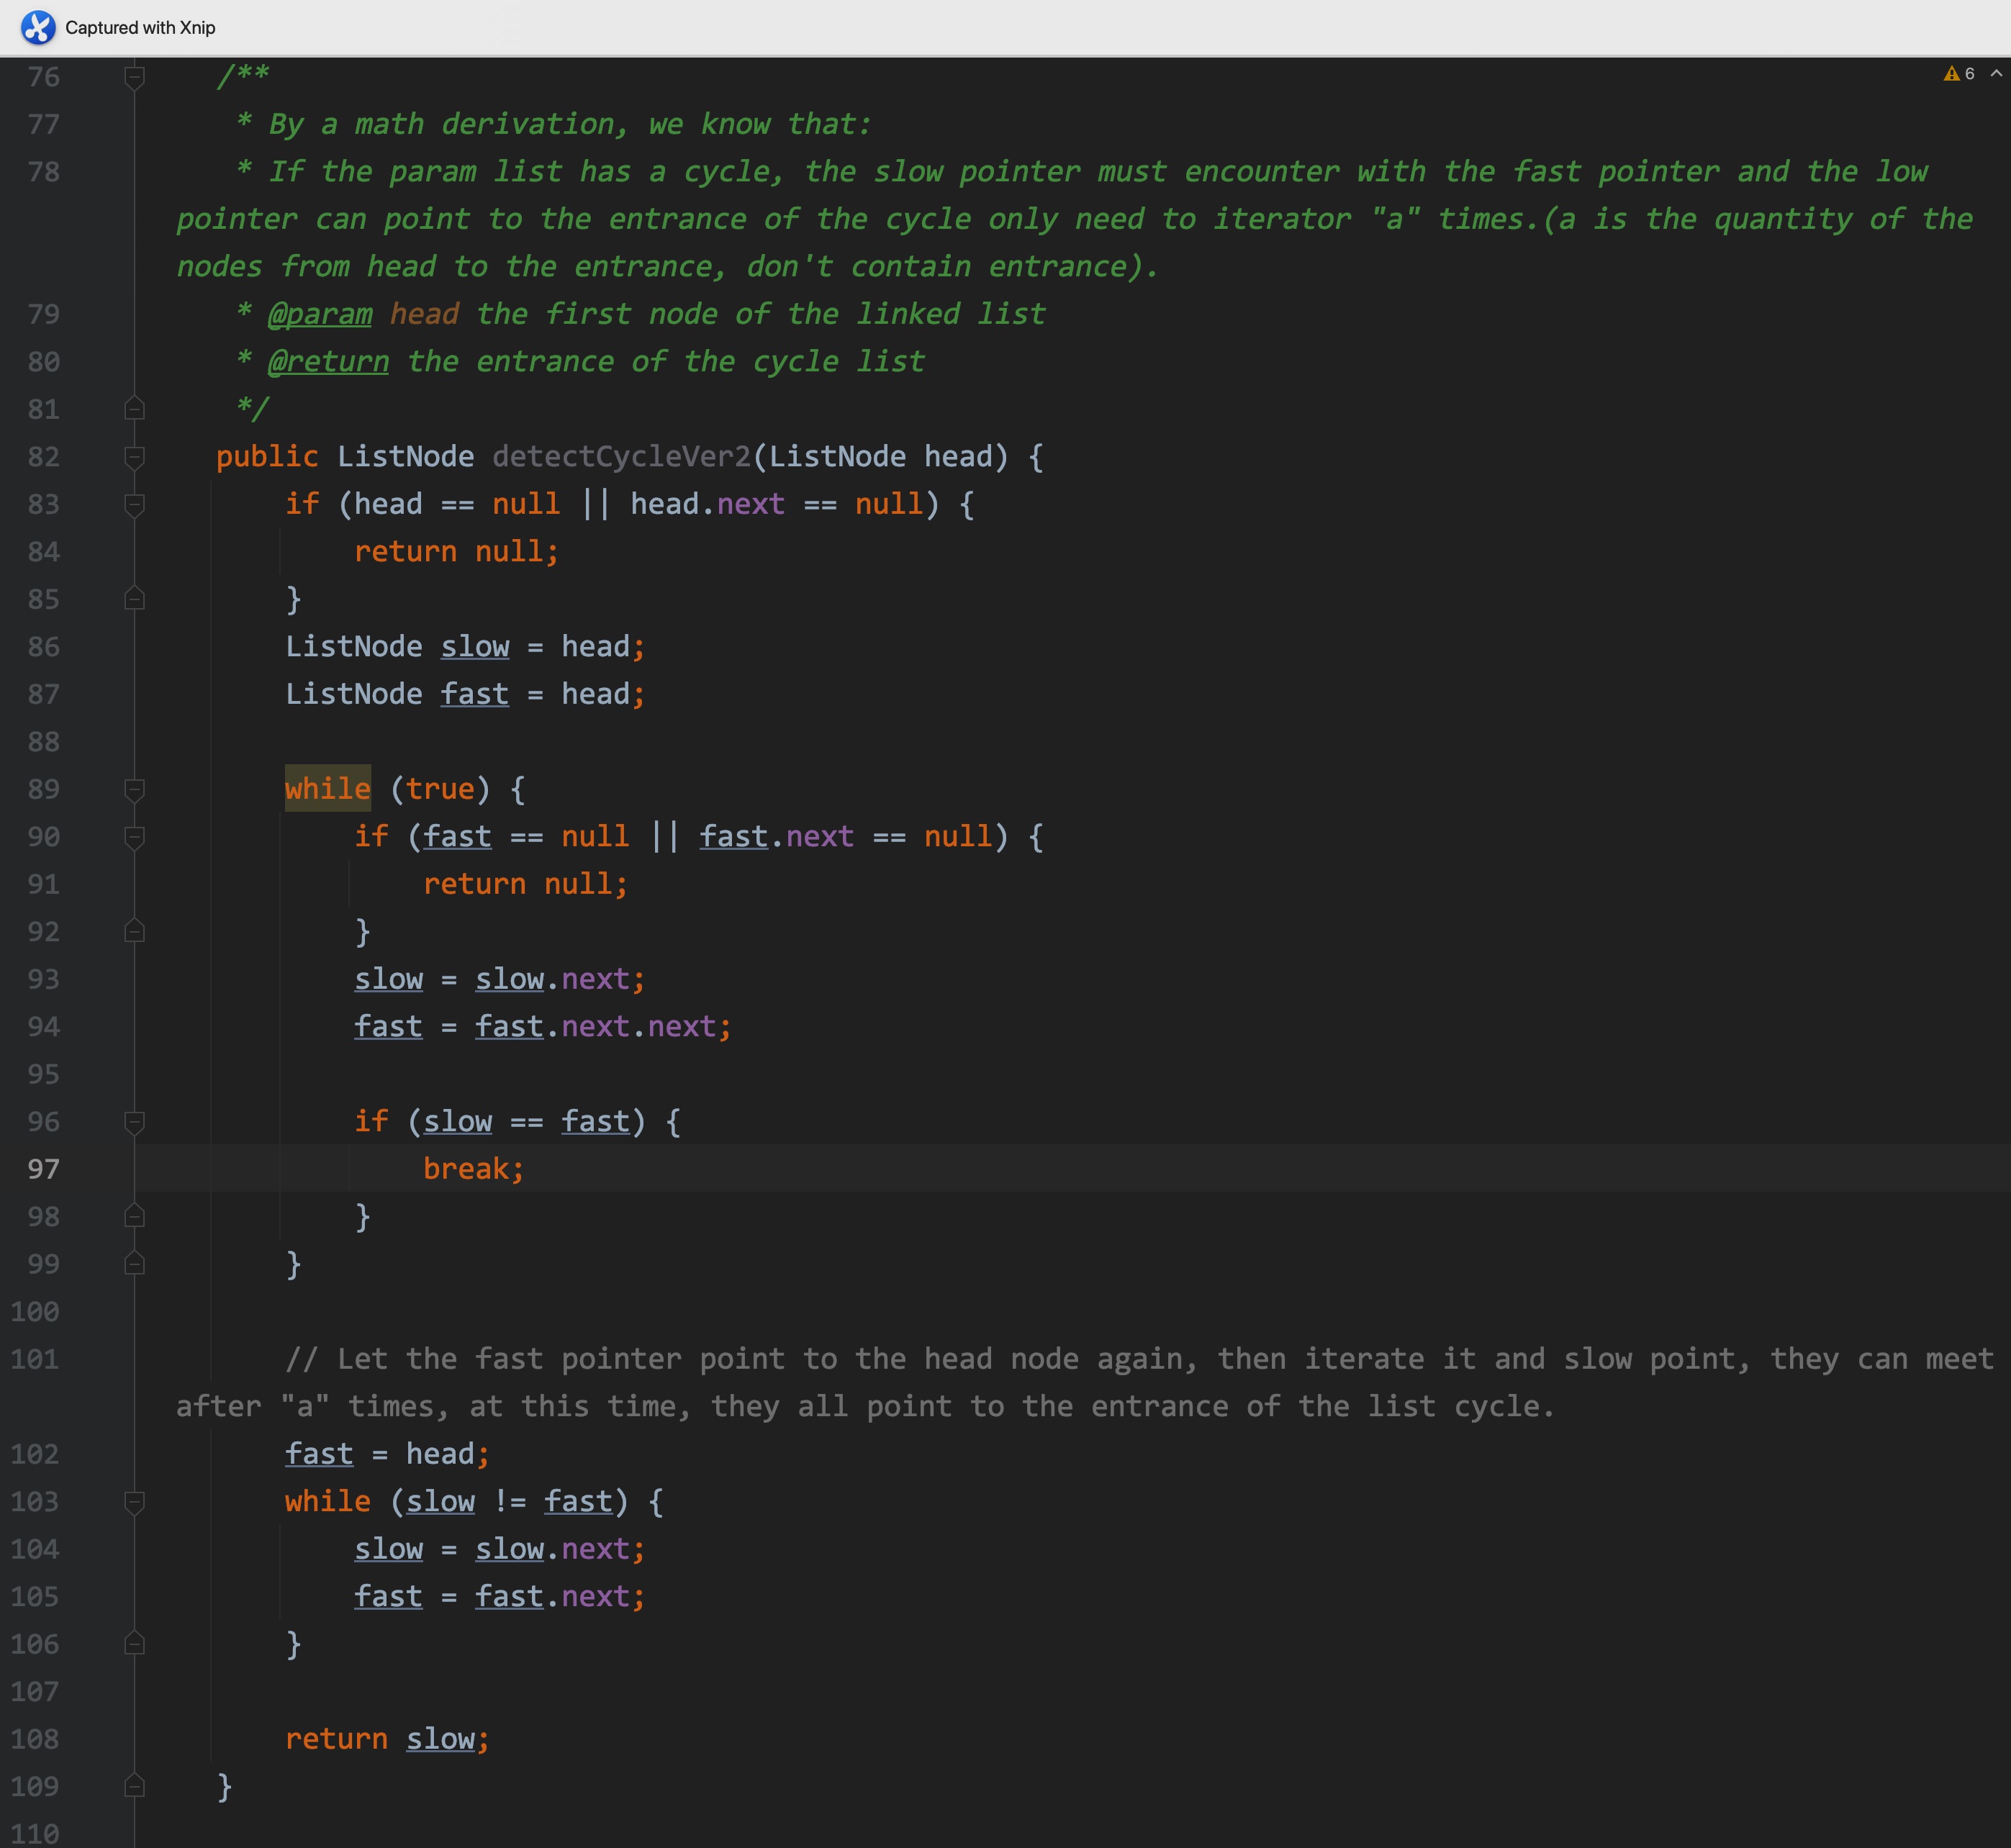 Captured with Xnip
6
76 /**
77 * By a math derivation, we know that:
78 * If the param list has a cycle, the slow pointer must encounter with the fast pointer and the low
pointer can point to the entrance of the cycle only need to iterator "a" times.(a is the quantity of the
nodes from head to the entrance, don't contain entrance).
79 * @param head the first node of the linked list
80 * @return the entrance of the cycle list
81 */
82 public ListNode detectCycleVer2(ListNode head) {
83 if (head == null || head.next == null) {
84 return null;
85 }
86 ListNode slow = head;
87 ListNode fast = head;
88
89 while (true) {
90 if (fast == null || fast.next == null) {
91 return null;
92 }
93 slow = slow.next;
94 fast = fast.next.next;
95
96 if (slow == fast) {
97 break;
98 }
99 }
100
101 // Let the fast pointer point to the head node again, then iterate it and slow point, they can meet
after "a" times, at this time, they all point to the entrance of the list cycle.
102 fast = head;
103 while (slow != fast) {
104 slow = slow.next;
105 fast = fast.next;
106 }
107
108 return slow;
109 }
110